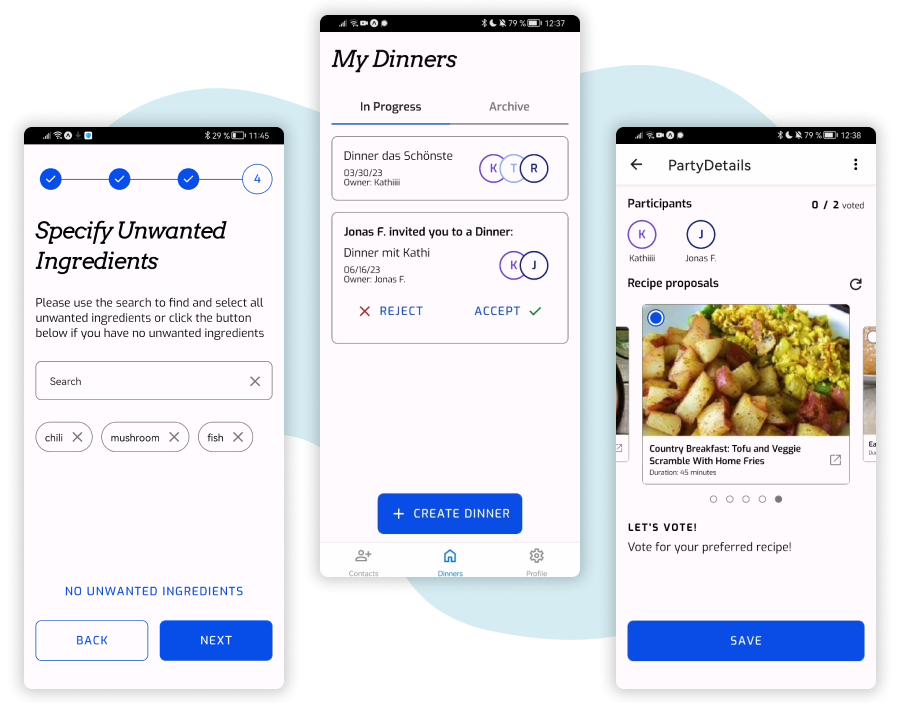 29 % 11:45
4
Specify Unwanted
Ingredients
Please use the search to find and select all
unwanted ingredients or click the button
below if you have no unwanted ingredients
Search
chili
mushroom
fish
NO UNWANTED INGREDIENTS
BACK
NEXT
79 % 12:37
My Dinners
In Progress
Archive
Dinner das Schönste
03/30/23
Owner: Kathiiii
K T R
Jonas F. invited you to a Dinner:
Dinner mit Kathi
06/16/23
Owner: Jonas F.
K J
REJECT
ACCEPT
+ CREATE DINNER
Contacts
Dinners
Profile
79 % 12:38
PartyDetails
Participants
0 / 2 voted
K
J
Kathiiii
Jonas F.
Recipe proposals
Country Breakfast: Tofu and Veggie
Scramble With Home Fries
Duration: 45 minutes
Ea
Du
LET'S VOTE!
Vote for your preferred recipe!
SAVE